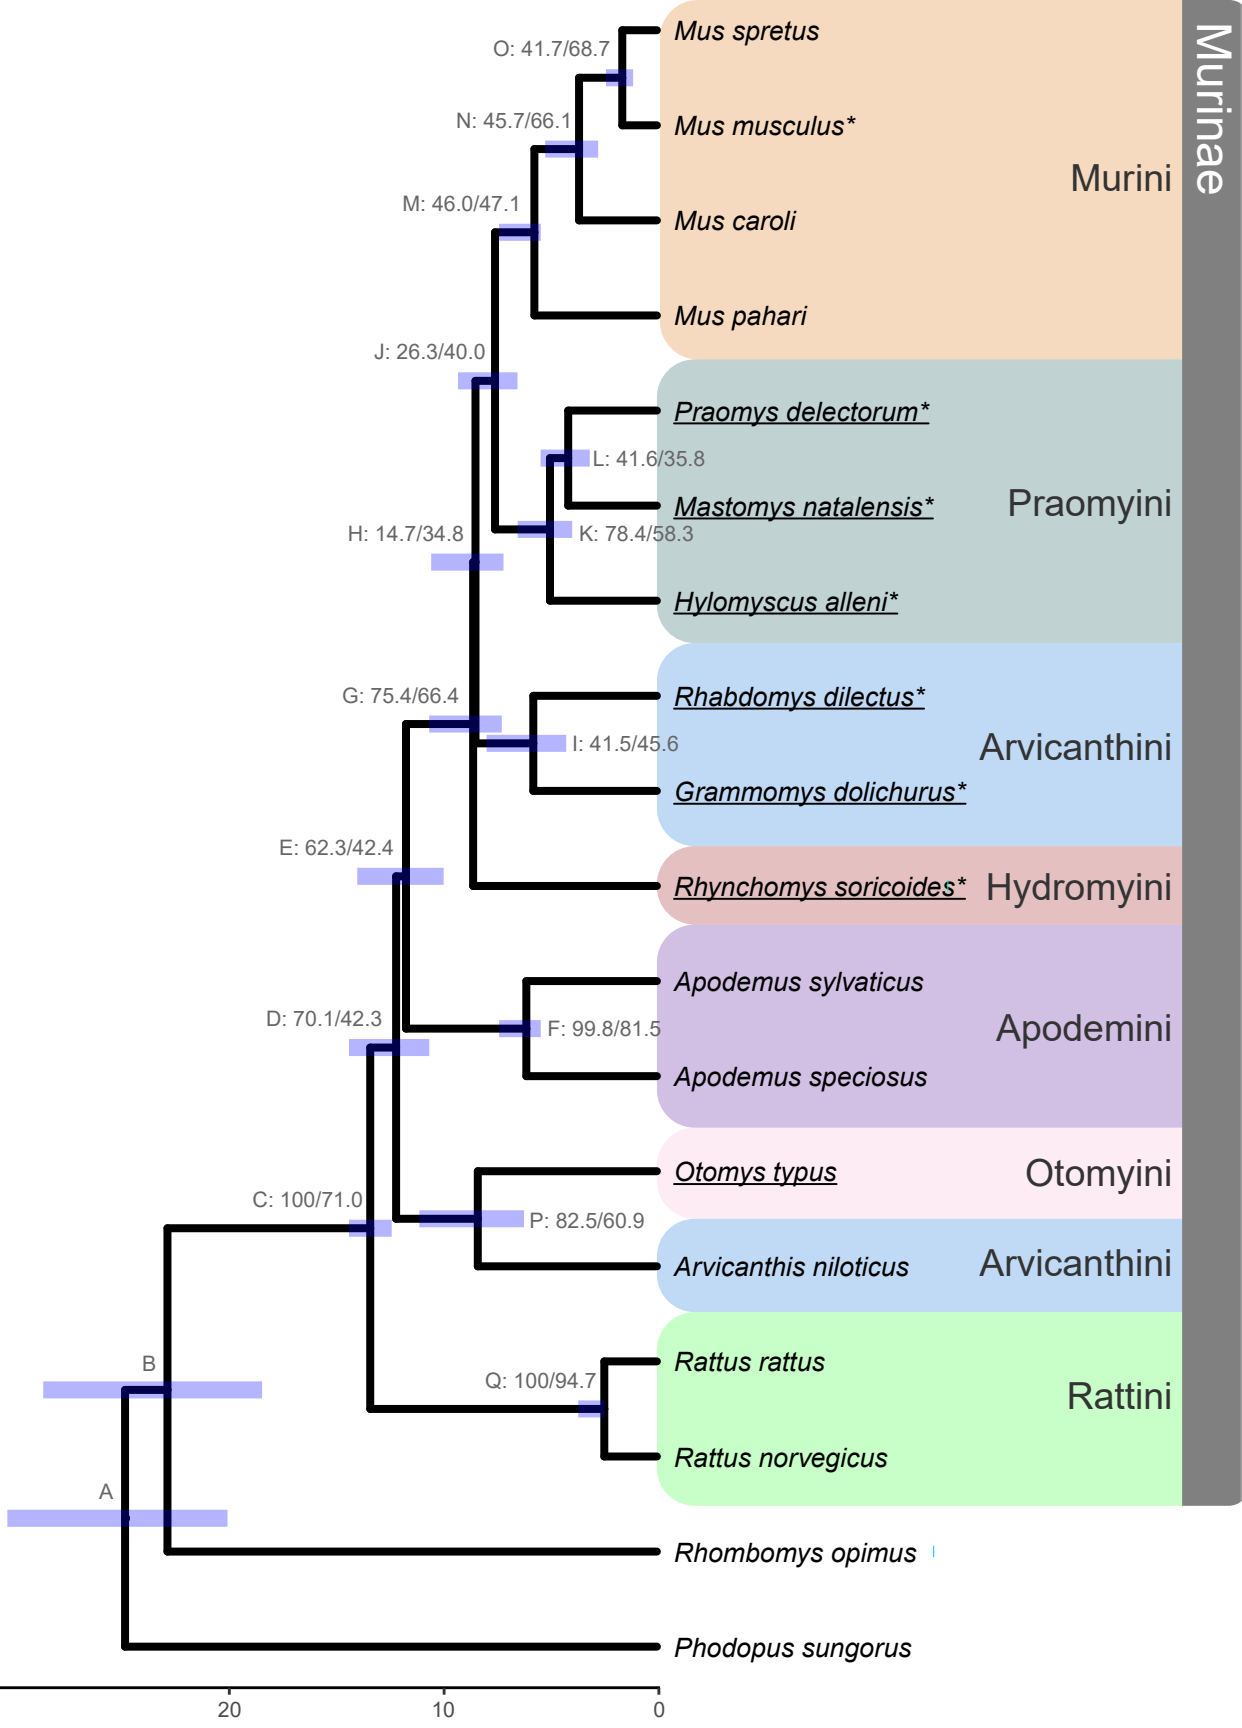 Mus spretus
O: 41.7/68.7
Murinae
N: 45.7/66.1
Mus musculus*
Murini
M: 46.0/47.1
Mus caroli
Mus pahari
J: 26.3/40.0
Praomys delectorum*
L: 41.6/35.8
Mastomys natalensis*
Praomyini
H: 14.7/34.8
K: 78.4/58.3
Hylomyscus alleni*
G: 75.4/66.4
Rhabdomys dilectus*
I: 41.5/45.6
Arvicanthini
Grammomys dolichurus*
E: 62.3/42.4
Rhynchomys soricoides*
Hydromyini
Apodemus sylvaticus
D: 70.1/42.3
F: 99.8/81.5
Apodemini
Apodemus speciosus
Otomys typus
Otomyini
C: 100/71.0
P: 82.5/60.9
Arvicanthis niloticus
Arvicanthini
B
Rattus rattus
Q: 100/94.7
Rattini
Rattus norvegicus
A
Rhombomys opimus
Phodopus sungorus
20
10
0